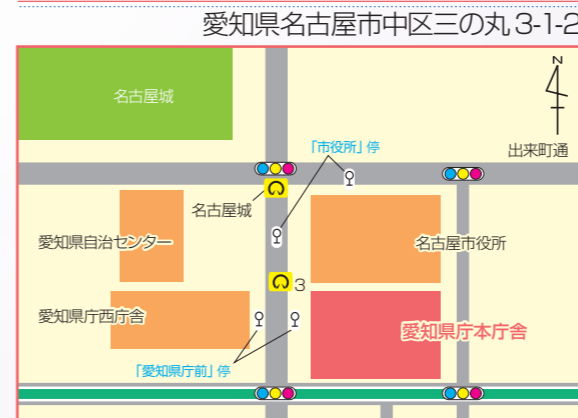 愛知県名古屋市中区三の丸3-1-2
名古屋城
N
「市役所」停
出来町通
名古屋城
愛知県自治センター
名古屋市役所
3
愛知県庁西庁舎
愛知県庁本庁舎
「愛知県庁前」停